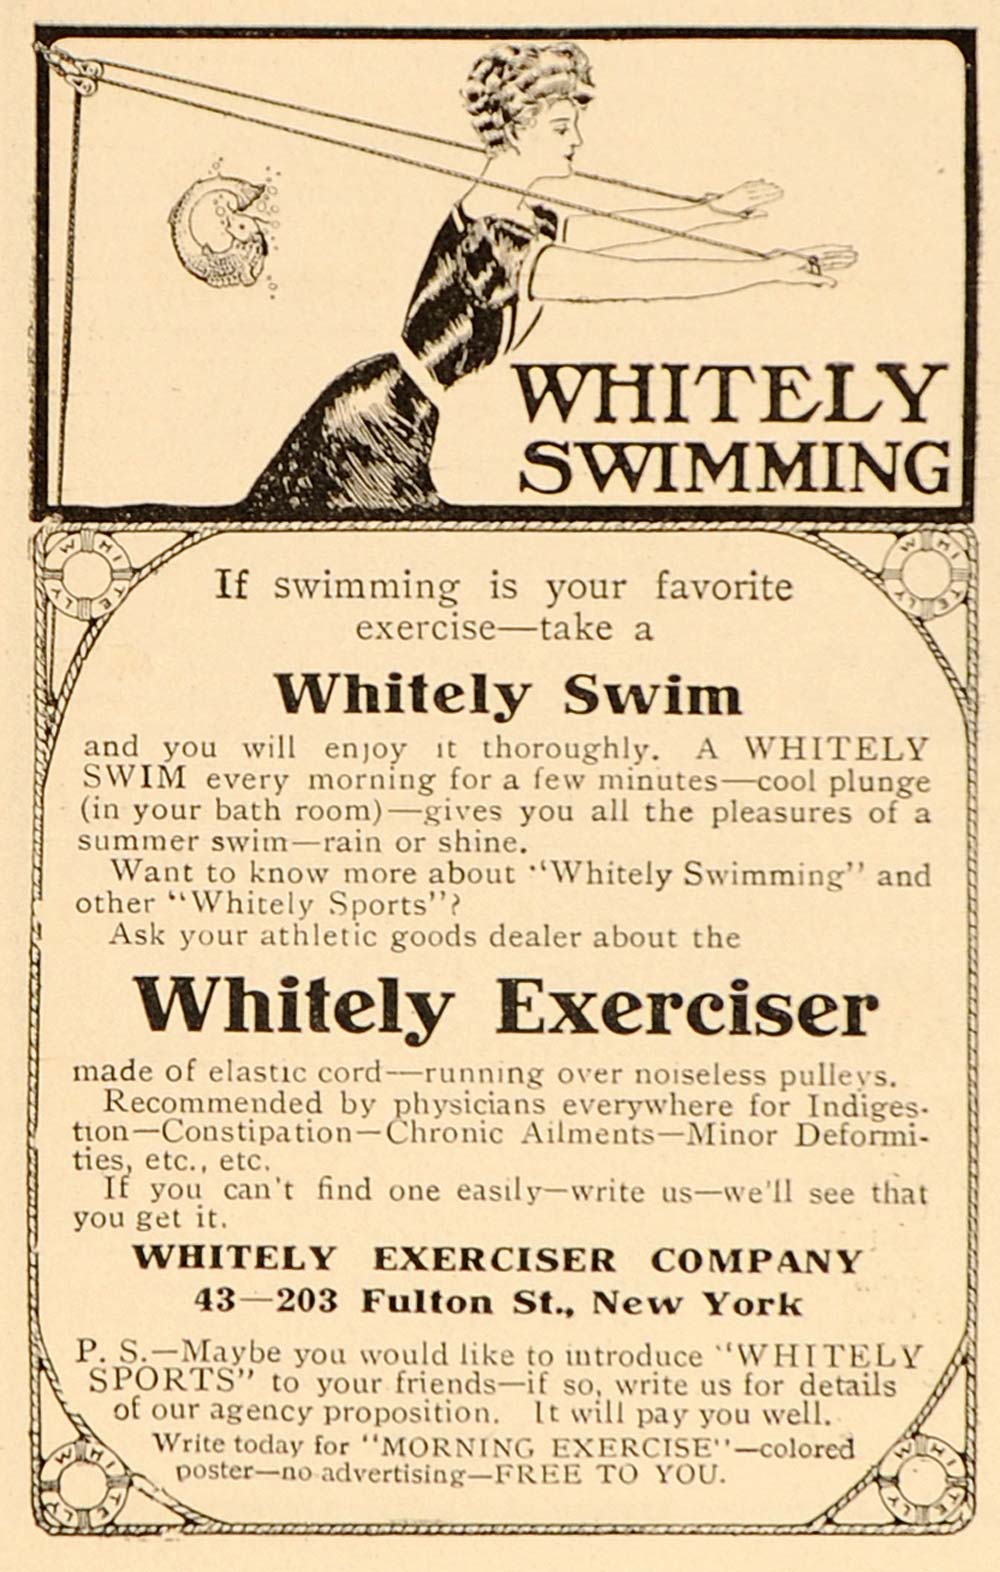 WHITELY
SWIMMING
WHITELY
WHITELY
If swimming is your favorite
exercise—take a
Whitely Swim
and you will enjoy it thoroughly. A WHITELY
SWIM every morning for a few minutes—cool plunge
(in your bath room)—gives you all the pleasures of a
summer swim—rain or shine.
Want to know more about "Whitely Swimming" and
other "Whitely Sports"?
Ask your athletic goods dealer about the
Whitely Exerciser
made of elastic cord—running over noiseless pulleys.
Recommended by physicians everywhere for Indiges-
tion—Constipation—Chronic Ailments—Minor Deformi-
ties, etc., etc.
If you can't find one easily—write us—we'll see that
you get it.
WHITELY EXERCISER COMPANY
43—203 Fulton St., New York
P. S.—Maybe you would like to introduce "WHITELY
SPORTS" to your friends—if so, write us for details
of our agency proposition. It will pay you well.
Write today for "MORNING EXERCISE"—colored
poster—no advertising—FREE TO YOU.
WHITELY
WHITELY